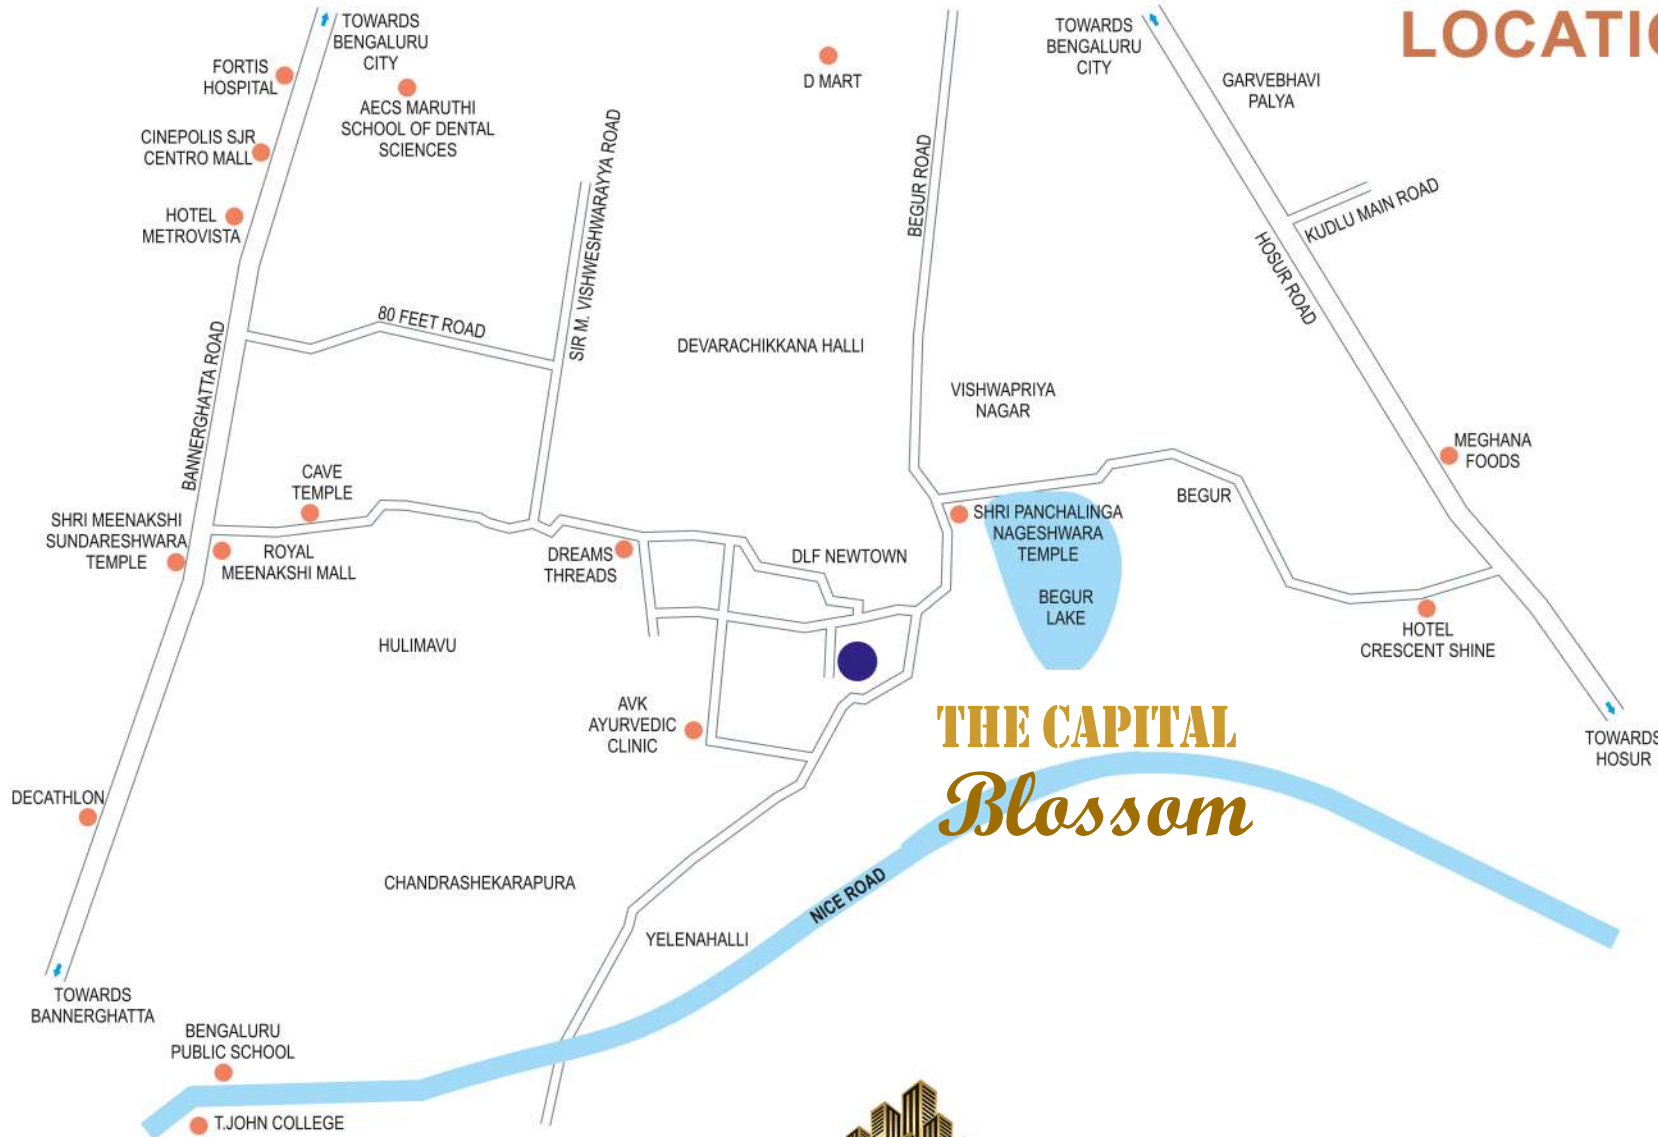 LOCATIO
TOWARDS
BENGALURU
CITY
TOWARDS
BENGALURU
CITY
FORTIS
HOSPITAL
D MART
GARVEBHAVI
PALYA
AECS MARUTHI
SCHOOL OF DENTAL
SCIENCES
CINEPOLIS SJR
CENTRO MALL
HOTEL
METROVISTA
SIR M. VISHWESHWARAYYA ROAD
BEGUR ROAD
KUDLU MAIN ROAD
HOSUR ROAD
80 FEET ROAD
BANNERGHATTA ROAD
DEVARACHIKKANA HALLI
VISHWAPRIYA
NAGAR
MEGHANA
FOODS
CAVE
TEMPLE
BEGUR
SHRI MEENAKSHI
SUNDARESHWARA
TEMPLE
ROYAL
MEENAKSHI MALL
DREAMS
THREADS
DLF NEWTOWN
SHRI PANCHALINGA
NAGESHWARA
TEMPLE
BEGUR
LAKE
HULIMAVU
HOTEL
CRESCENT SHINE
AVK
AYURVEDIC
CLINIC
THE CAPITAL
Blossom
TOWARDS
HOSUR
DECATHLON
CHANDRASHEKARAPURA
NICE ROAD
YELENAHALLI
TOWARDS
BANNERGHATTA
BENGALURU
PUBLIC SCHOOL
T.JOHN COLLEGE